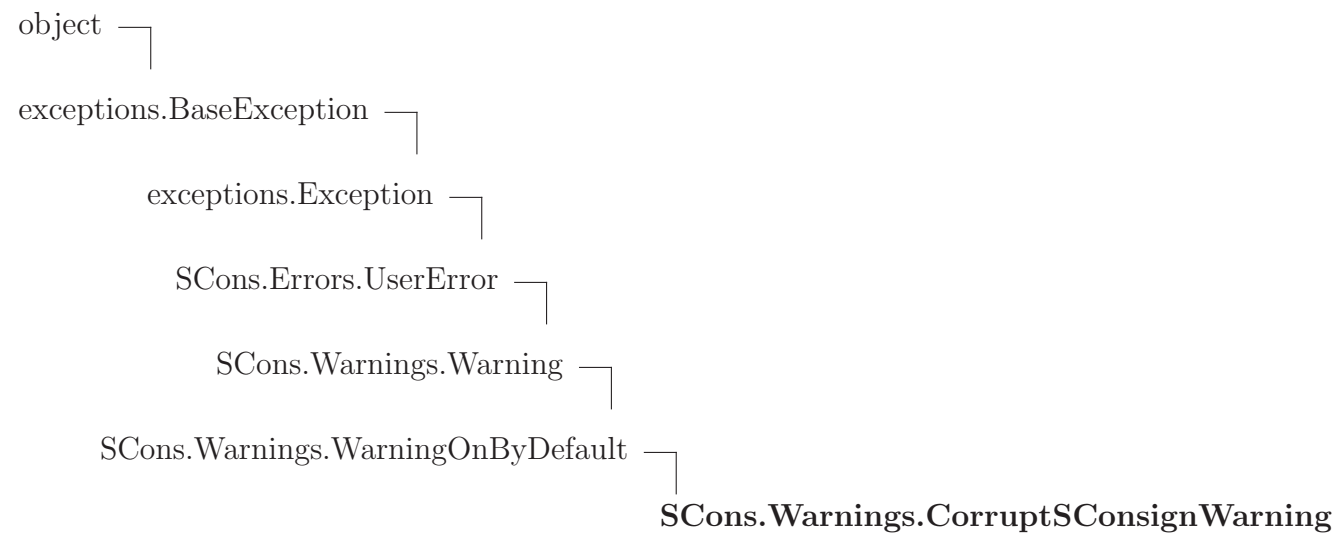 object
exceptions.BaseException
exceptions.Exception
SCons.Errors.UserError
SCons.Warnings.Warning
SCons.Warnings.WarningOnByDefault
SCons.Warnings.CorruptSConsignWarning